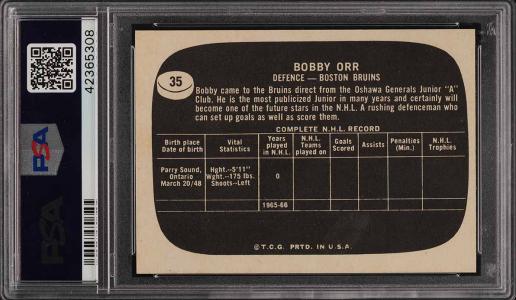 42365308
PSA
PSA
35
BOBBY ORR
DEFENCE — BOSTON BRUINS
Bobby came to the Bruins direct from the Oshawa Generals Junior "A"
Club. He is the most publicized Junior in many years and certainly will
become one of the future stars in the N.H.L. A rushing defenceman who
can set up goals as well as score them.
COMPLETE N.H.L. RECORD
Birth place Date of birth | Vital Statistics | Years played in N.H.L. | N.H.L. Teams played on | Goals Scored | Assists | Penalties (Min.) | N.H.L. Trophies
Parry Sound, Hght.--5'11" 0
Ontario Wght.--175 lbs.
March 20/48 Shoots--Left
1965-66
© T.C.G. PRTD. IN U.S.A.